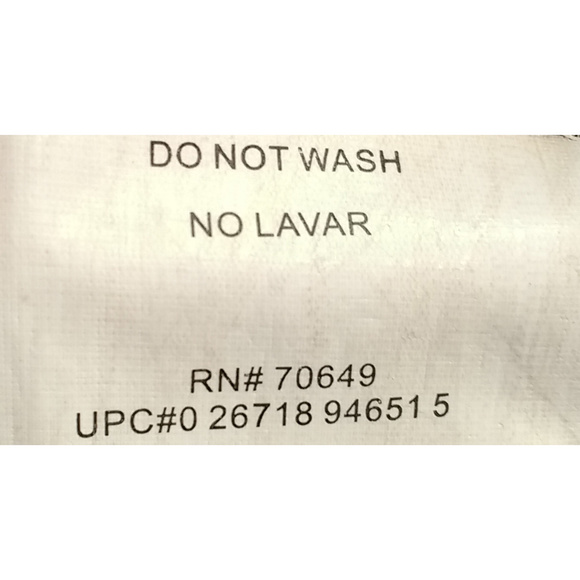 DO NOT WASH
NO LAVAR
RN# 70649
UPC#0 26718 94651 5